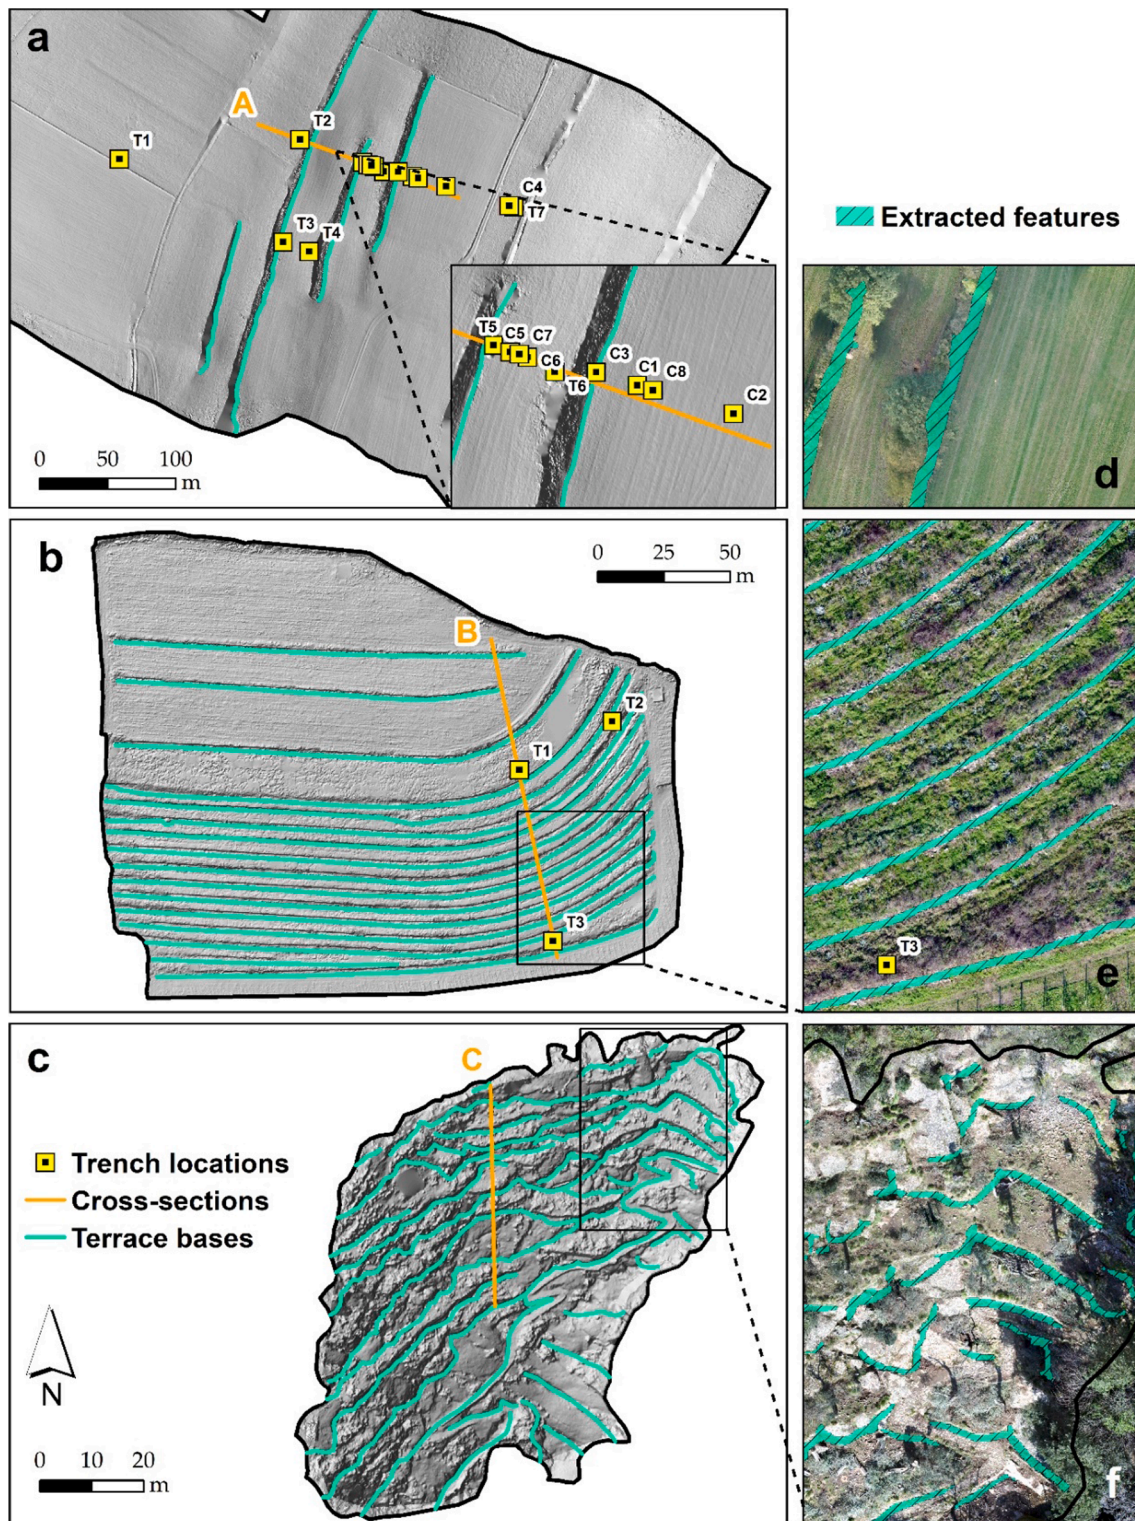 a
A
T1
T2
T3
T4
C4
T7
T5
C5
C7
C6
T6
C3
C1
C8
C2
0 50 100
m
Extracted features
d
b
0 25 50
m
B
T2
T1
T3
T3
e
c
C
Trench locations
Cross-sections
Terrace bases
N
0 10 20
m
f